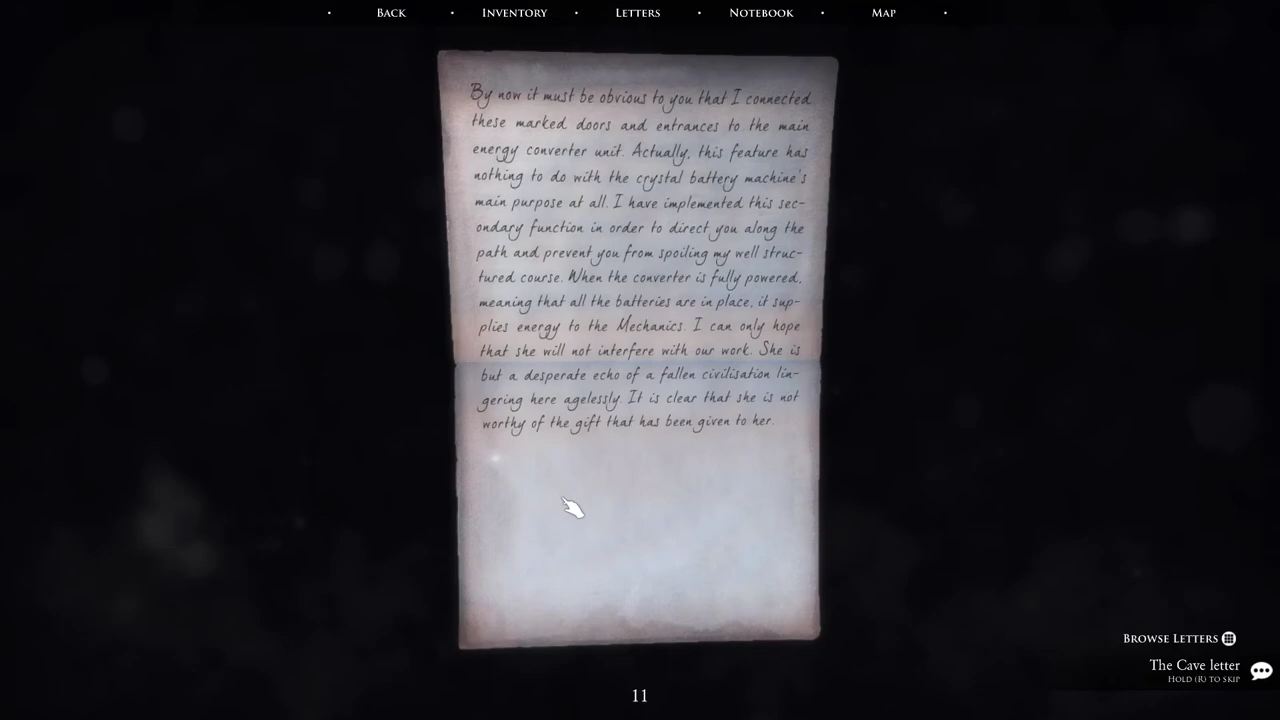 BACK
INVENTORY
LETTERS
NOTEBOOK
MAP
By now it must be obvious to you that I connected
these marked doors and entrances to the main
energy converter unit. Actually, this feature has
nothing to do with the crystal battery machine's
main purpose at all. I have implemented this sec-
ondary function in order to direct you along the
path and prevent you from spoiling my well struc-
tured course. When the converter is fully powered,
meaning that all the batteries are in place, it sup-
plies energy to the Mechanics. I can only hope
that she will not interfere with our work. She is
but a desperate echo of a fallen civilisation lin-
gering here agelessly. It is clear that she is not
worthy of the gift that has been given to her.
BROWSE LETTERS
The Cave letter
HOLD (R) TO SKIP
11